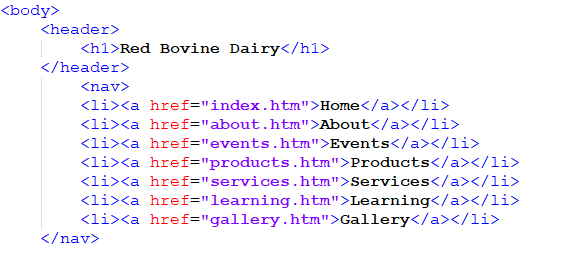 <body>
<header>
<h1>Red Bovine Dairy</h1>
</header>
<nav>
<li><a href="index.htm">Home</a></li>
<li><a href="about.htm">About</a></li>
<li><a href="events.htm">Events</a></li>
<li><a href="products.htm">Products</a></li>
<li><a href="services.htm">Services</a></li>
<li><a href="learning.htm">Learning</a></li>
<li><a href="gallery.htm">Gallery</a></li>
</nav>